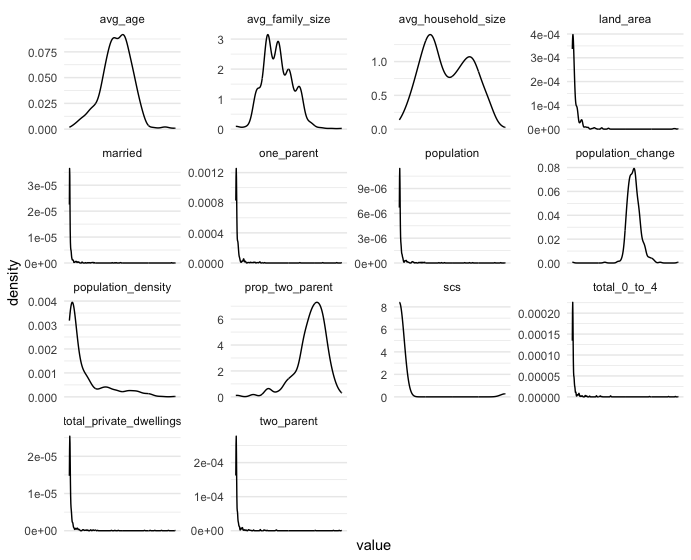 avg_age avg_family_size avg_household_size land_area
0.075 3 1.0 4e-04
0.050 2 0.5 3e-04
0.025 1 0.0 2e-04
0.000 0 1e-04
0e+00
married one_parent population population_change
3e-05 0.0012 9e-06 0.08
2e-05 0.0008 6e-06 0.06
1e-05 0.0004 3e-06 0.04
0e+00 0.0000 0e+00 0.02
0.00
density
population_density prop_two_parent scs total_0_to_4
0.004 6 8 0.00020
0.003 4 6 0.00015
0.002 2 4 0.00010
0.001 0 2 0.00005
0.000 0 0.00000
total_private_dwellings two_parent
2e-05 2e-04
1e-05 1e-04
0e+00 0e+00
value